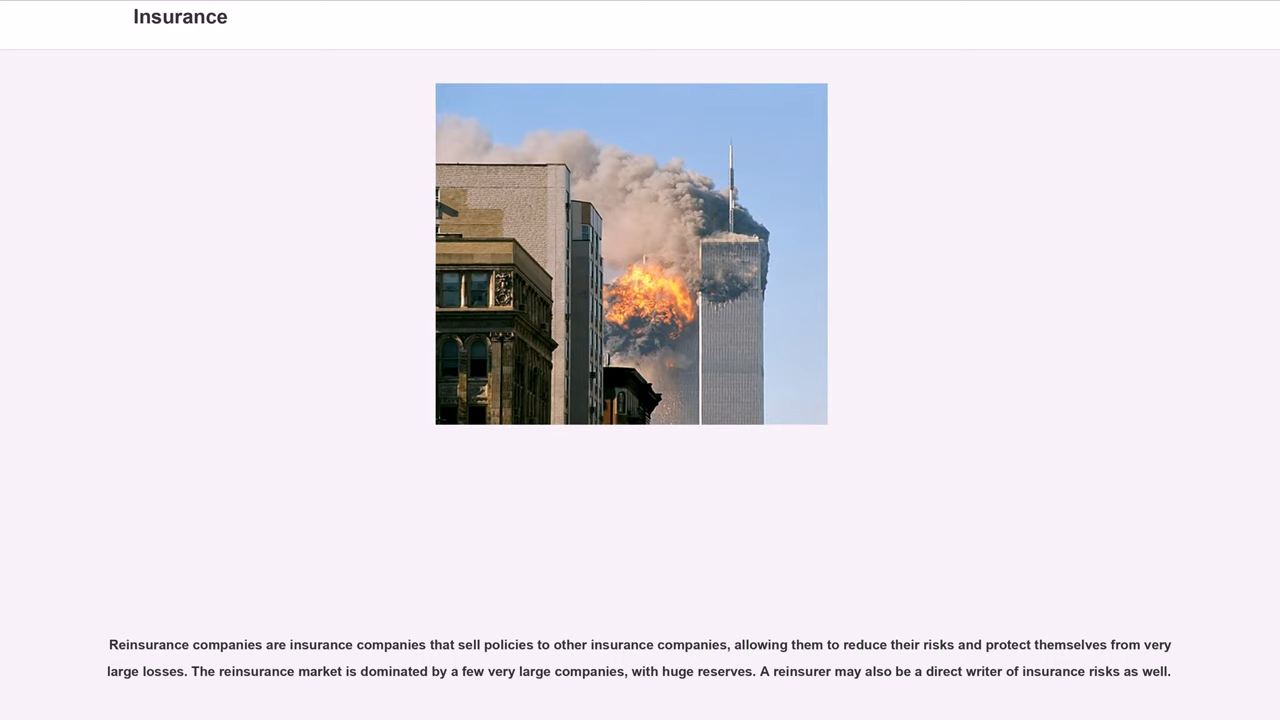 Insurance
Reinsurance companies are insurance companies that sell policies to other insurance companies, allowing them to reduce their risks and protect themselves from very
large losses. The reinsurance market is dominated by a few very large companies, with huge reserves. A reinsurer may also be a direct writer of insurance risks as well.